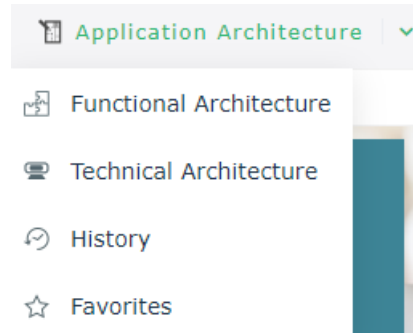 Application Architecture
Functional Architecture
Technical Architecture
History
Favorites